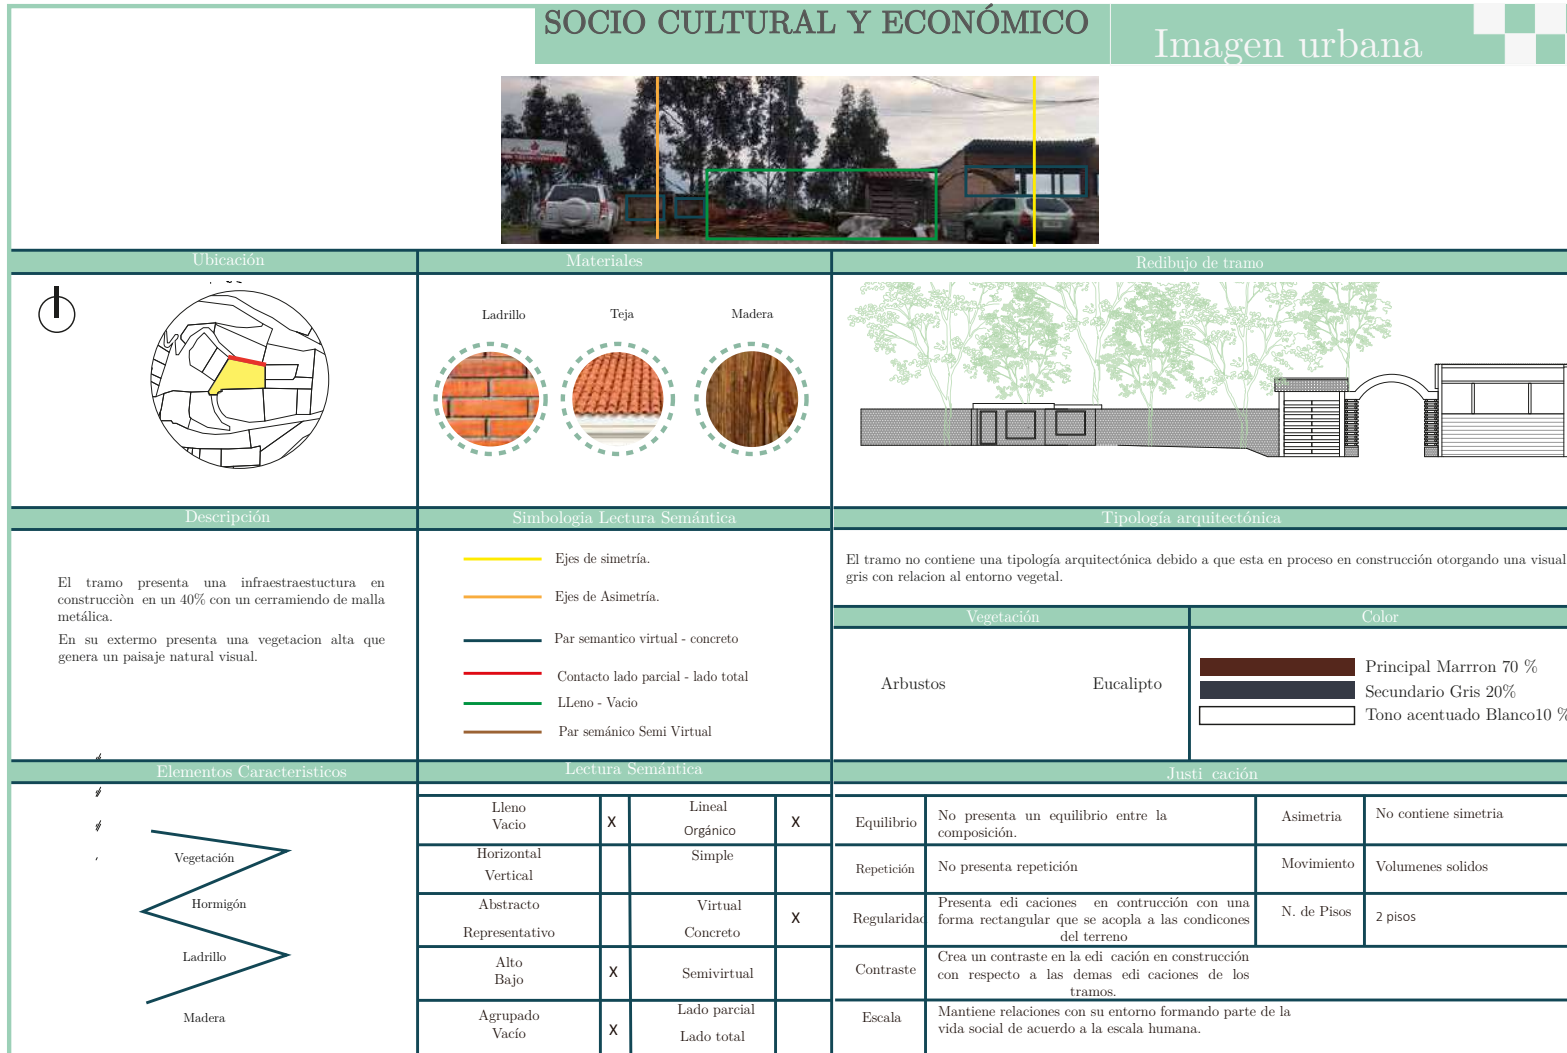 SOCIO CULTURAL Y ECONÓMICO
Imagen urbana
Ubicación
Materiales
Redibujo de tramo
Ladrillo
Teja
Madera
Descripción
Simbologia Lectura Semántica
Tipología arquitectónica
El tramo presenta una infraestraestuctura en
construcciòn en un 40% con un cerramiendo de malla
metálica.
En su extermo presenta una vegetacion alta que
genera un paisaje natural visual.
Ejes de simetría.
Ejes de Asimetría.
Par semantico virtual - concreto
Contacto lado parcial - lado total
LLeno - Vacio
Par semánico Semi Virtual
El tramo no contiene una tipología arquitectónica debido a que esta en proceso en construcción otorgando una visual
gris con relacion al entorno vegetal.
Vegetación
Color
Arbustos
Eucalipto
Principal Marrron 70 %
Secundario Gris 20%
Tono acentuado Blanco10 %
Elementos Caracteristicos
Lectura Semántica
Justi cación
Vegetación
Hormigón
Ladrillo
Madera
Lleno
Vacio
X
Lineal
Orgánico
X
Horizontal
Vertical
Simple
Abstracto
Representativo
Virtual
Concreto
X
Alto
Bajo
X
Semivirtual
Agrupado
Vacío
X
Lado parcial
Lado total
Equilibrio
No presenta un equilibrio entre la
composición.
Asimetria
No contiene simetria
Repetición
No presenta repetición
Movimiento
Volumenes solidos
Regularidad
Presenta edi caciones en contrucción con una
forma rectangular que se acopla a las condicones
del terreno
N. de Pisos
2 pisos
Contraste
Crea un contraste en la edi cación en construcción
con respecto a las demas edi caciones de los
tramos.
Escala
Mantiene relaciones con su entorno formando parte de la
vida social de acuerdo a la escala humana.